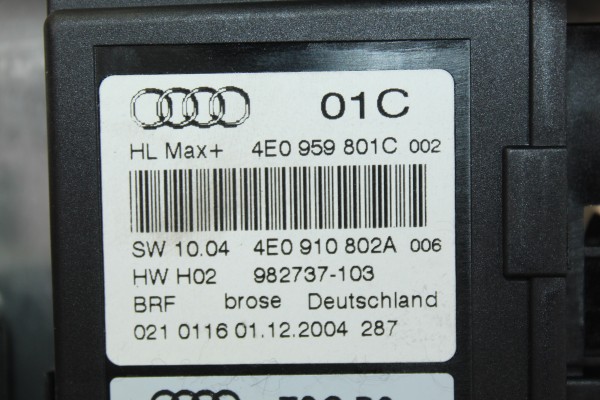 01C
HL Max+ 4E0 959 801C 002
SW 10.04 4E0 910 802A 006
HW H02 982737-103
BRF brose Deutschland
021 0116 01.12.2004 287